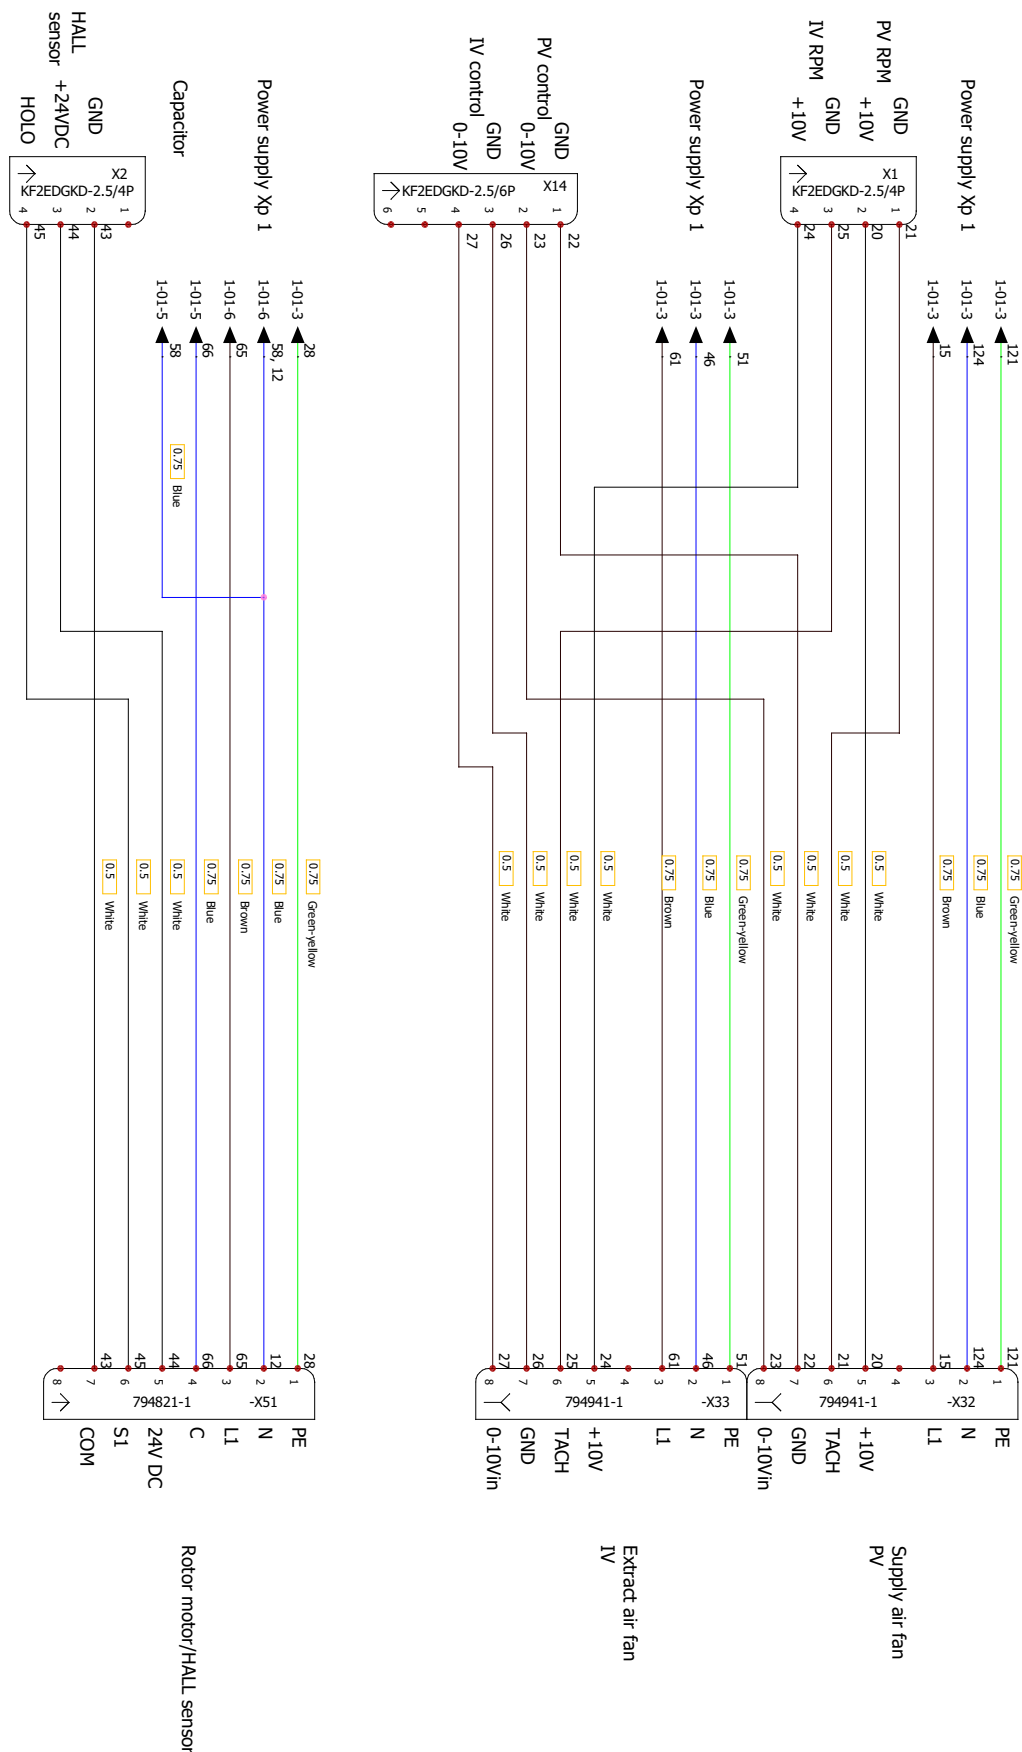 Power supply Xp 1
1-01-3
121
0.75
Green-yellow
121
1
PE
1-01-3
124
0.75
Blue
124
2
N
1-01-3
15
0.75
Brown
15
3
L1
4
PV RPM
GND
+10V
IV RPM
GND
+10V
X1
KF2EDGKD-2.5/4P
1
2
3
4
21
20
25
24
0.5
White
20
5
+10V
0.5
White
21
6
TACH
0.5
White
22
7
GND
0.5
White
23
8
0-10Vin
-X32
794941-1
Supply air fan
PV
Power supply Xp 1
1-01-3
51
0.75
Green-yellow
51
1
PE
1-01-3
46
0.75
Blue
46
2
N
1-01-3
61
0.75
Brown
61
3
L1
4
PV control
GND
0-10V
IV control
GND
0-10V
X14
KF2EDGKD-2.5/6P
1
2
3
4
5
6
22
23
26
27
0.5
White
24
5
+10V
0.5
White
25
6
TACH
0.5
White
26
7
GND
0.5
White
27
8
0-10Vin
-X33
794941-1
Extract air fan
IV
Power supply Xp 1
1-01-3
28
0.75
Green-yellow
28
1
PE
1-01-6
58, 12
0.75
Blue
12
2
N
1-01-6
65
0.75
Brown
65
3
L1
Capacitor
1-01-5
66
0.75
Blue
66
4
C
1-01-5
58
0.75
Blue
HALL
sensor
GND
+24VDC
HOLO
X2
KF2EDGKD-2.5/4P
1
2
3
4
43
44
45
0.5
White
44
5
24V DC
0.5
White
45
6
S1
0.5
White
43
7
COM
8
-X51
794821-1
Rotor motor/HALL sensor